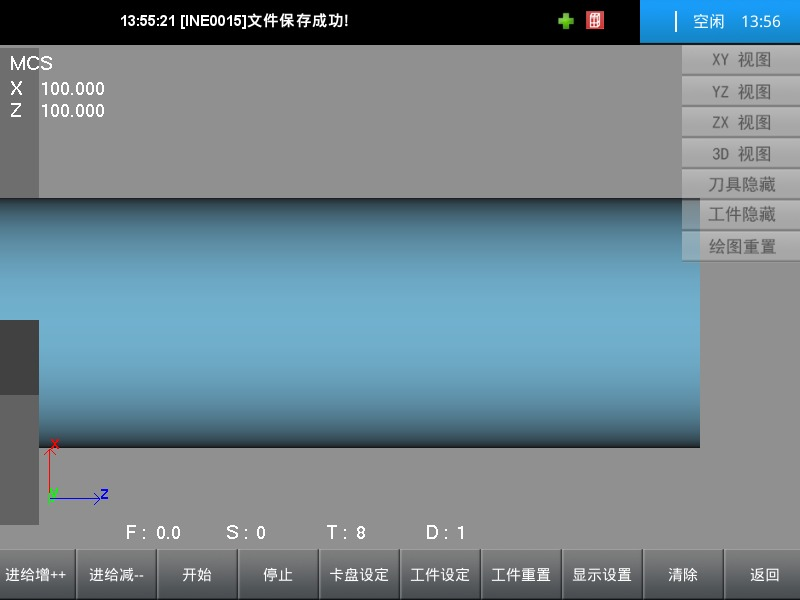 13:55:21 [INE0015]文件保存成功!
空闲 13:56
MCS
X 100.000
Z 100.000
XY 视图
YZ 视图
ZX 视图
3D 视图
刀具隐藏
工件隐藏
绘图重置
X
Z
F: 0.0 S: 0 T: 8 D: 1
进给增++ 进给减-- 开始 停止 卡盘设定 工件设定 工件重置 显示设置 清除 返回